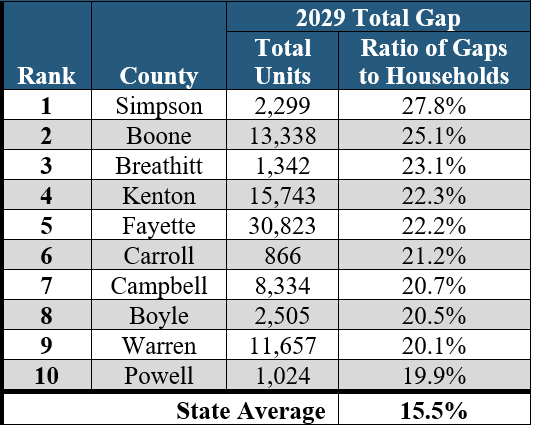 2029 Total Gap
Total Ratio of Gaps
Rank County Units to Households
1 Simpson 2,299 27.8%
2 Boone 13,338 25.1%
3 Breathitt 1,342 23.1%
4 Kenton 15,743 22.3%
5 Fayette 30,823 22.2%
6 Carroll 866 21.2%
7 Campbell 8,334 20.7%
8 Boyle 2,505 20.5%
9 Warren 11,657 20.1%
10 Powell 1,024 19.9%
State Average 15.5%